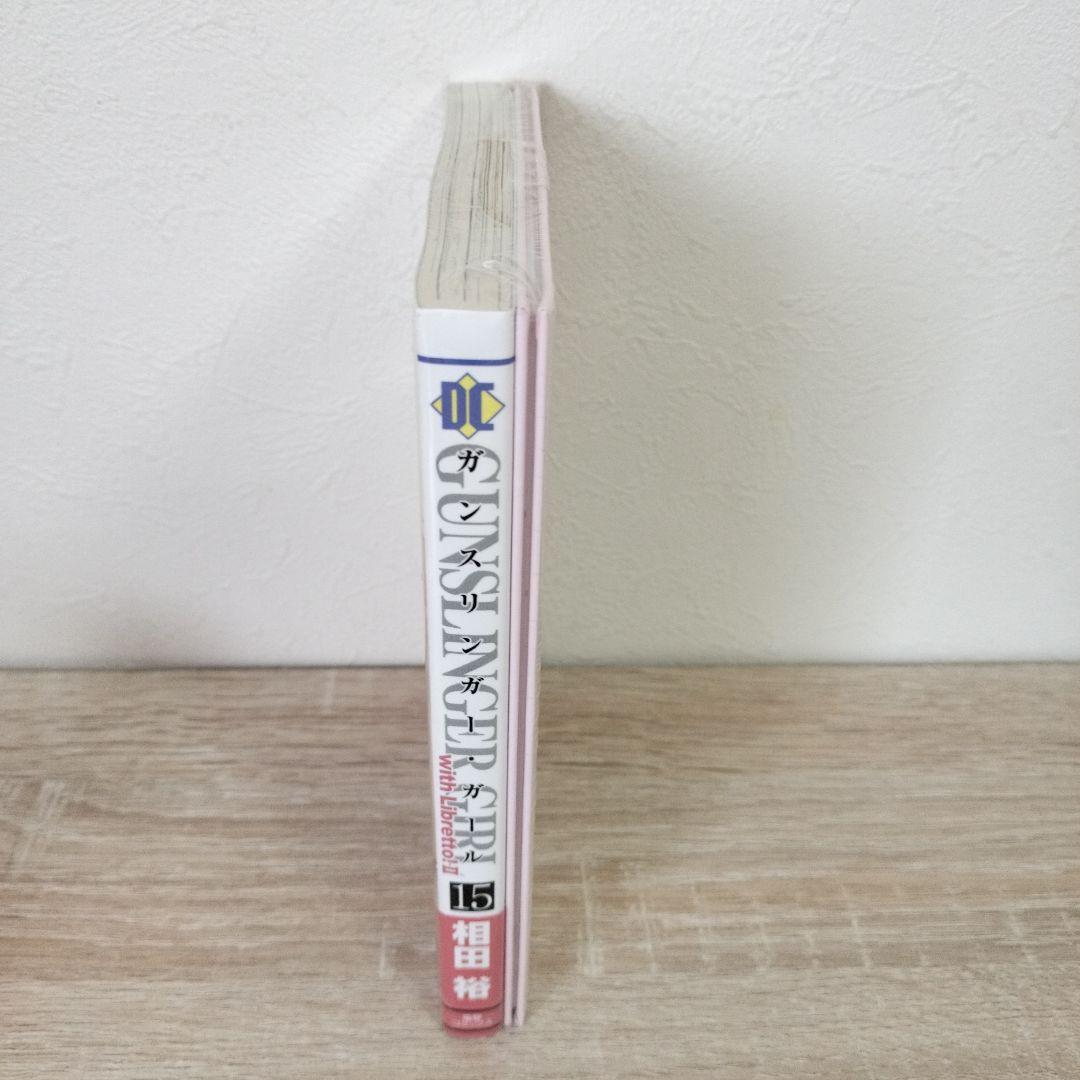 DC
ガンスリンガー・ガール
GUNSLINGER GIRL
with Libretto!-II
15
相田 裕